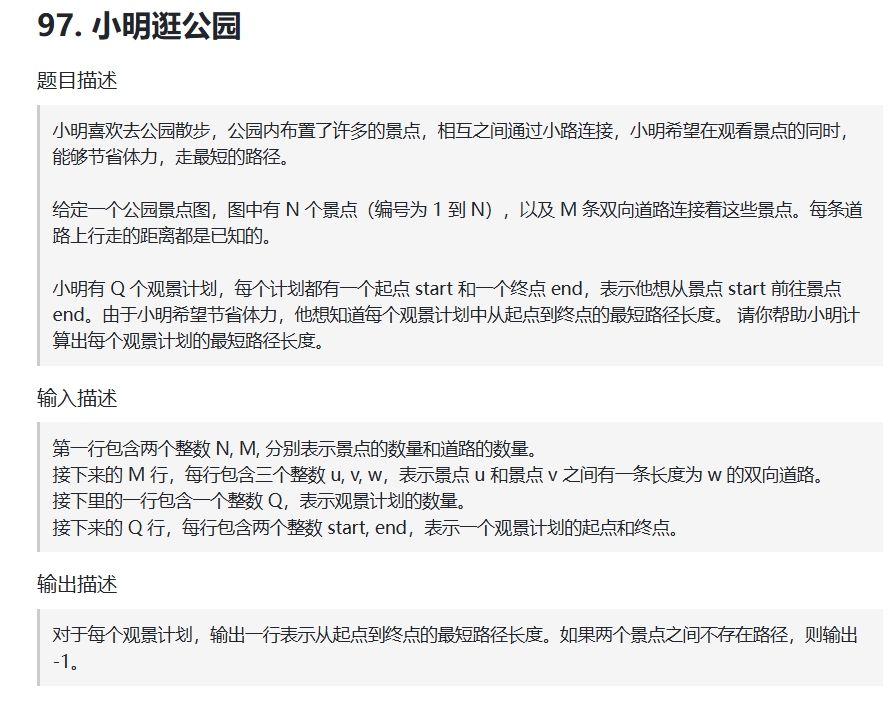 97. 小明逛公园
题目描述
小明喜欢去公园散步，公园内布置了许多的景点，相互之间通过小路连接，小明希望在观看景点的同时，
能够节省体力，走最短的路径。
给定一个公园景点图，图中有 N 个景点（编号为 1 到 N），以及 M 条双向道路连接着这些景点。每条道
路上行走的距离都是已知的。
小明有 Q 个观景计划，每个计划都有一个起点 start 和一个终点 end，表示他想从景点 start 前往景点
end。由于小明希望节省体力，他想知道每个观景计划中从起点到终点的最短路径长度。 请你帮助小明计
算出每个观景计划的最短路径长度。
输入描述
第一行包含两个整数 N, M, 分别表示景点的数量和道路的数量。
接下来的 M 行，每行包含三个整数 u, v, w，表示景点 u 和景点 v 之间有一条长度为 w 的双向道路。
接下里的一行包含一个整数 Q，表示观景计划的数量。
接下来的 Q 行，每行包含两个整数 start, end，表示一个观景计划的起点和终点。
输出描述
对于每个观景计划，输出一行表示从起点到终点的最短路径长度。如果两个景点之间不存在路径，则输出
-1。